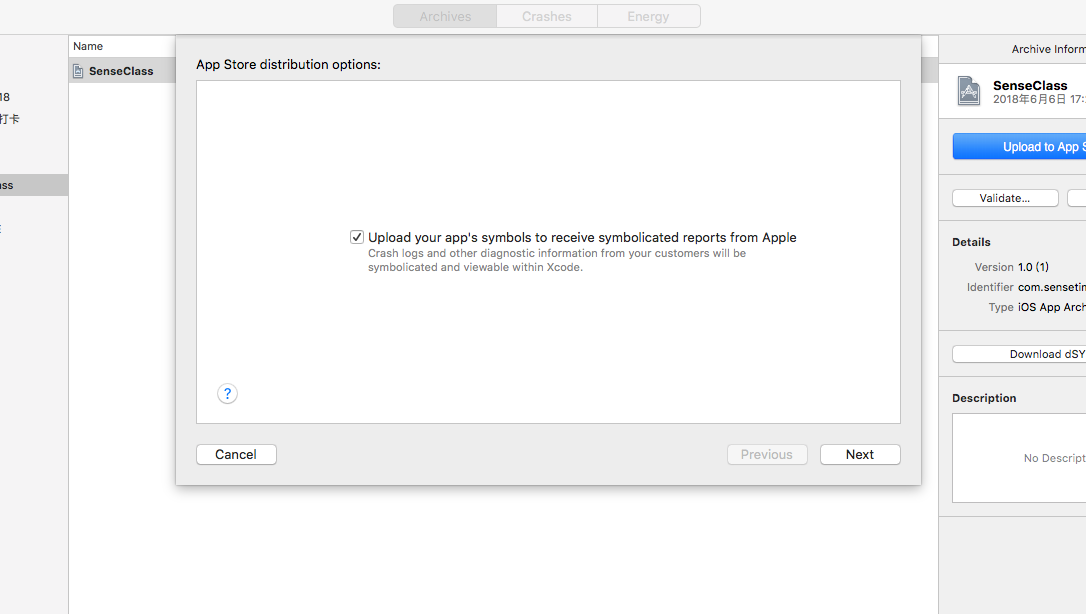 Archives
Crashes
Energy
Name
SenseClass
18
打卡
ass
App Store distribution options:
Upload your app's symbols to receive symbolicated reports from Apple
Crash logs and other diagnostic information from your customers will be
symbolicated and viewable within Xcode.
?
Cancel
Previous
Next
Archive Inform
SenseClass
2018年6月6日 17:
Upload to App S
Validate...
Details
Version 1.0 (1)
Identifier com.sensetin
Type iOS App Arch
Download dSY
Description
No Descript